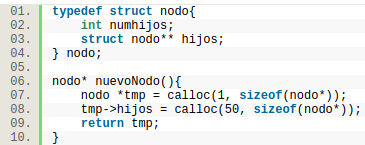 01. typedef struct nodo{
02.     int numhijos;
03.     struct nodo** hijos;
04. } nodo;
05.
06. nodo* nuevoNodo(){
07.     nodo *tmp = calloc(1, sizeof(nodo*));
08.     tmp->hijos = calloc(50, sizeof(nodo*));
09.     return tmp;
10. }